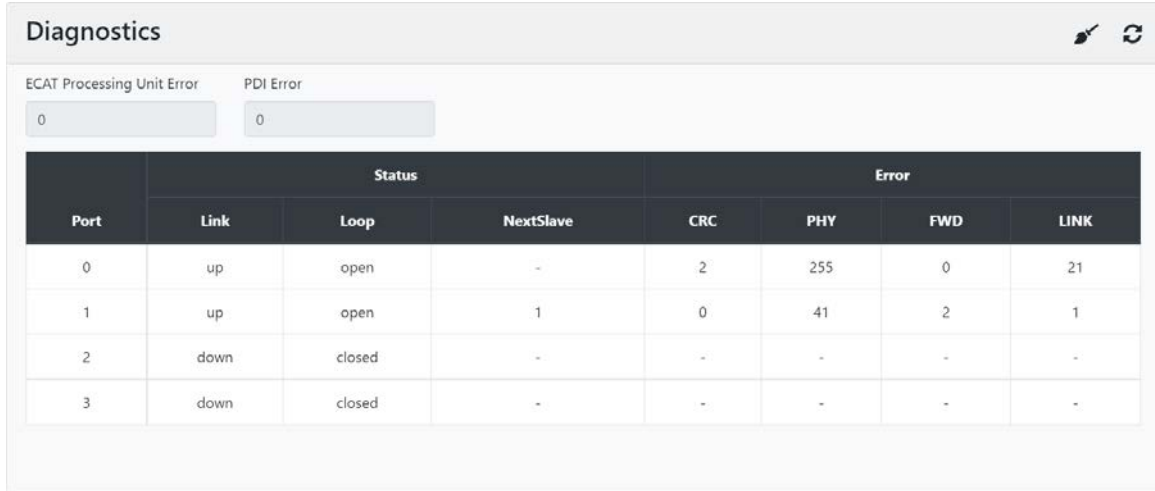 Diagnostics
ECAT Processing Unit Error PDI Error
0 0
Status Error
Port Link Loop NextSlave CRC PHY FWD LINK
0 up open - 2 255 0 21
1 up open 1 0 41 2 1
2 down closed - - - - -
3 down closed - - - - -